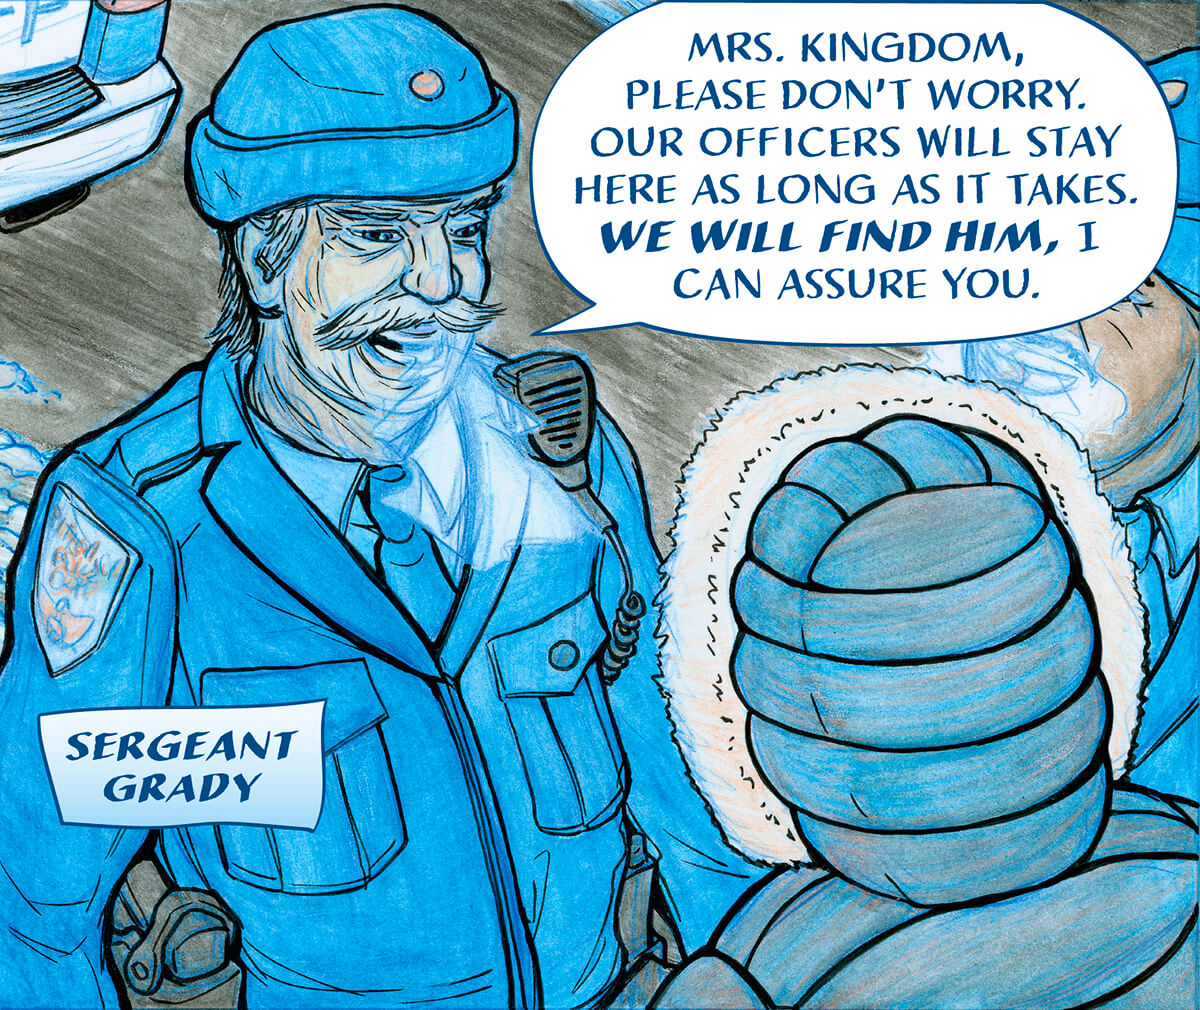 MRS. KINGDOM,
PLEASE DON'T WORRY.
OUR OFFICERS WILL STAY
HERE AS LONG AS IT TAKES.
WE WILL FIND HIM, I
CAN ASSURE YOU.
SERGEANT
GRADY